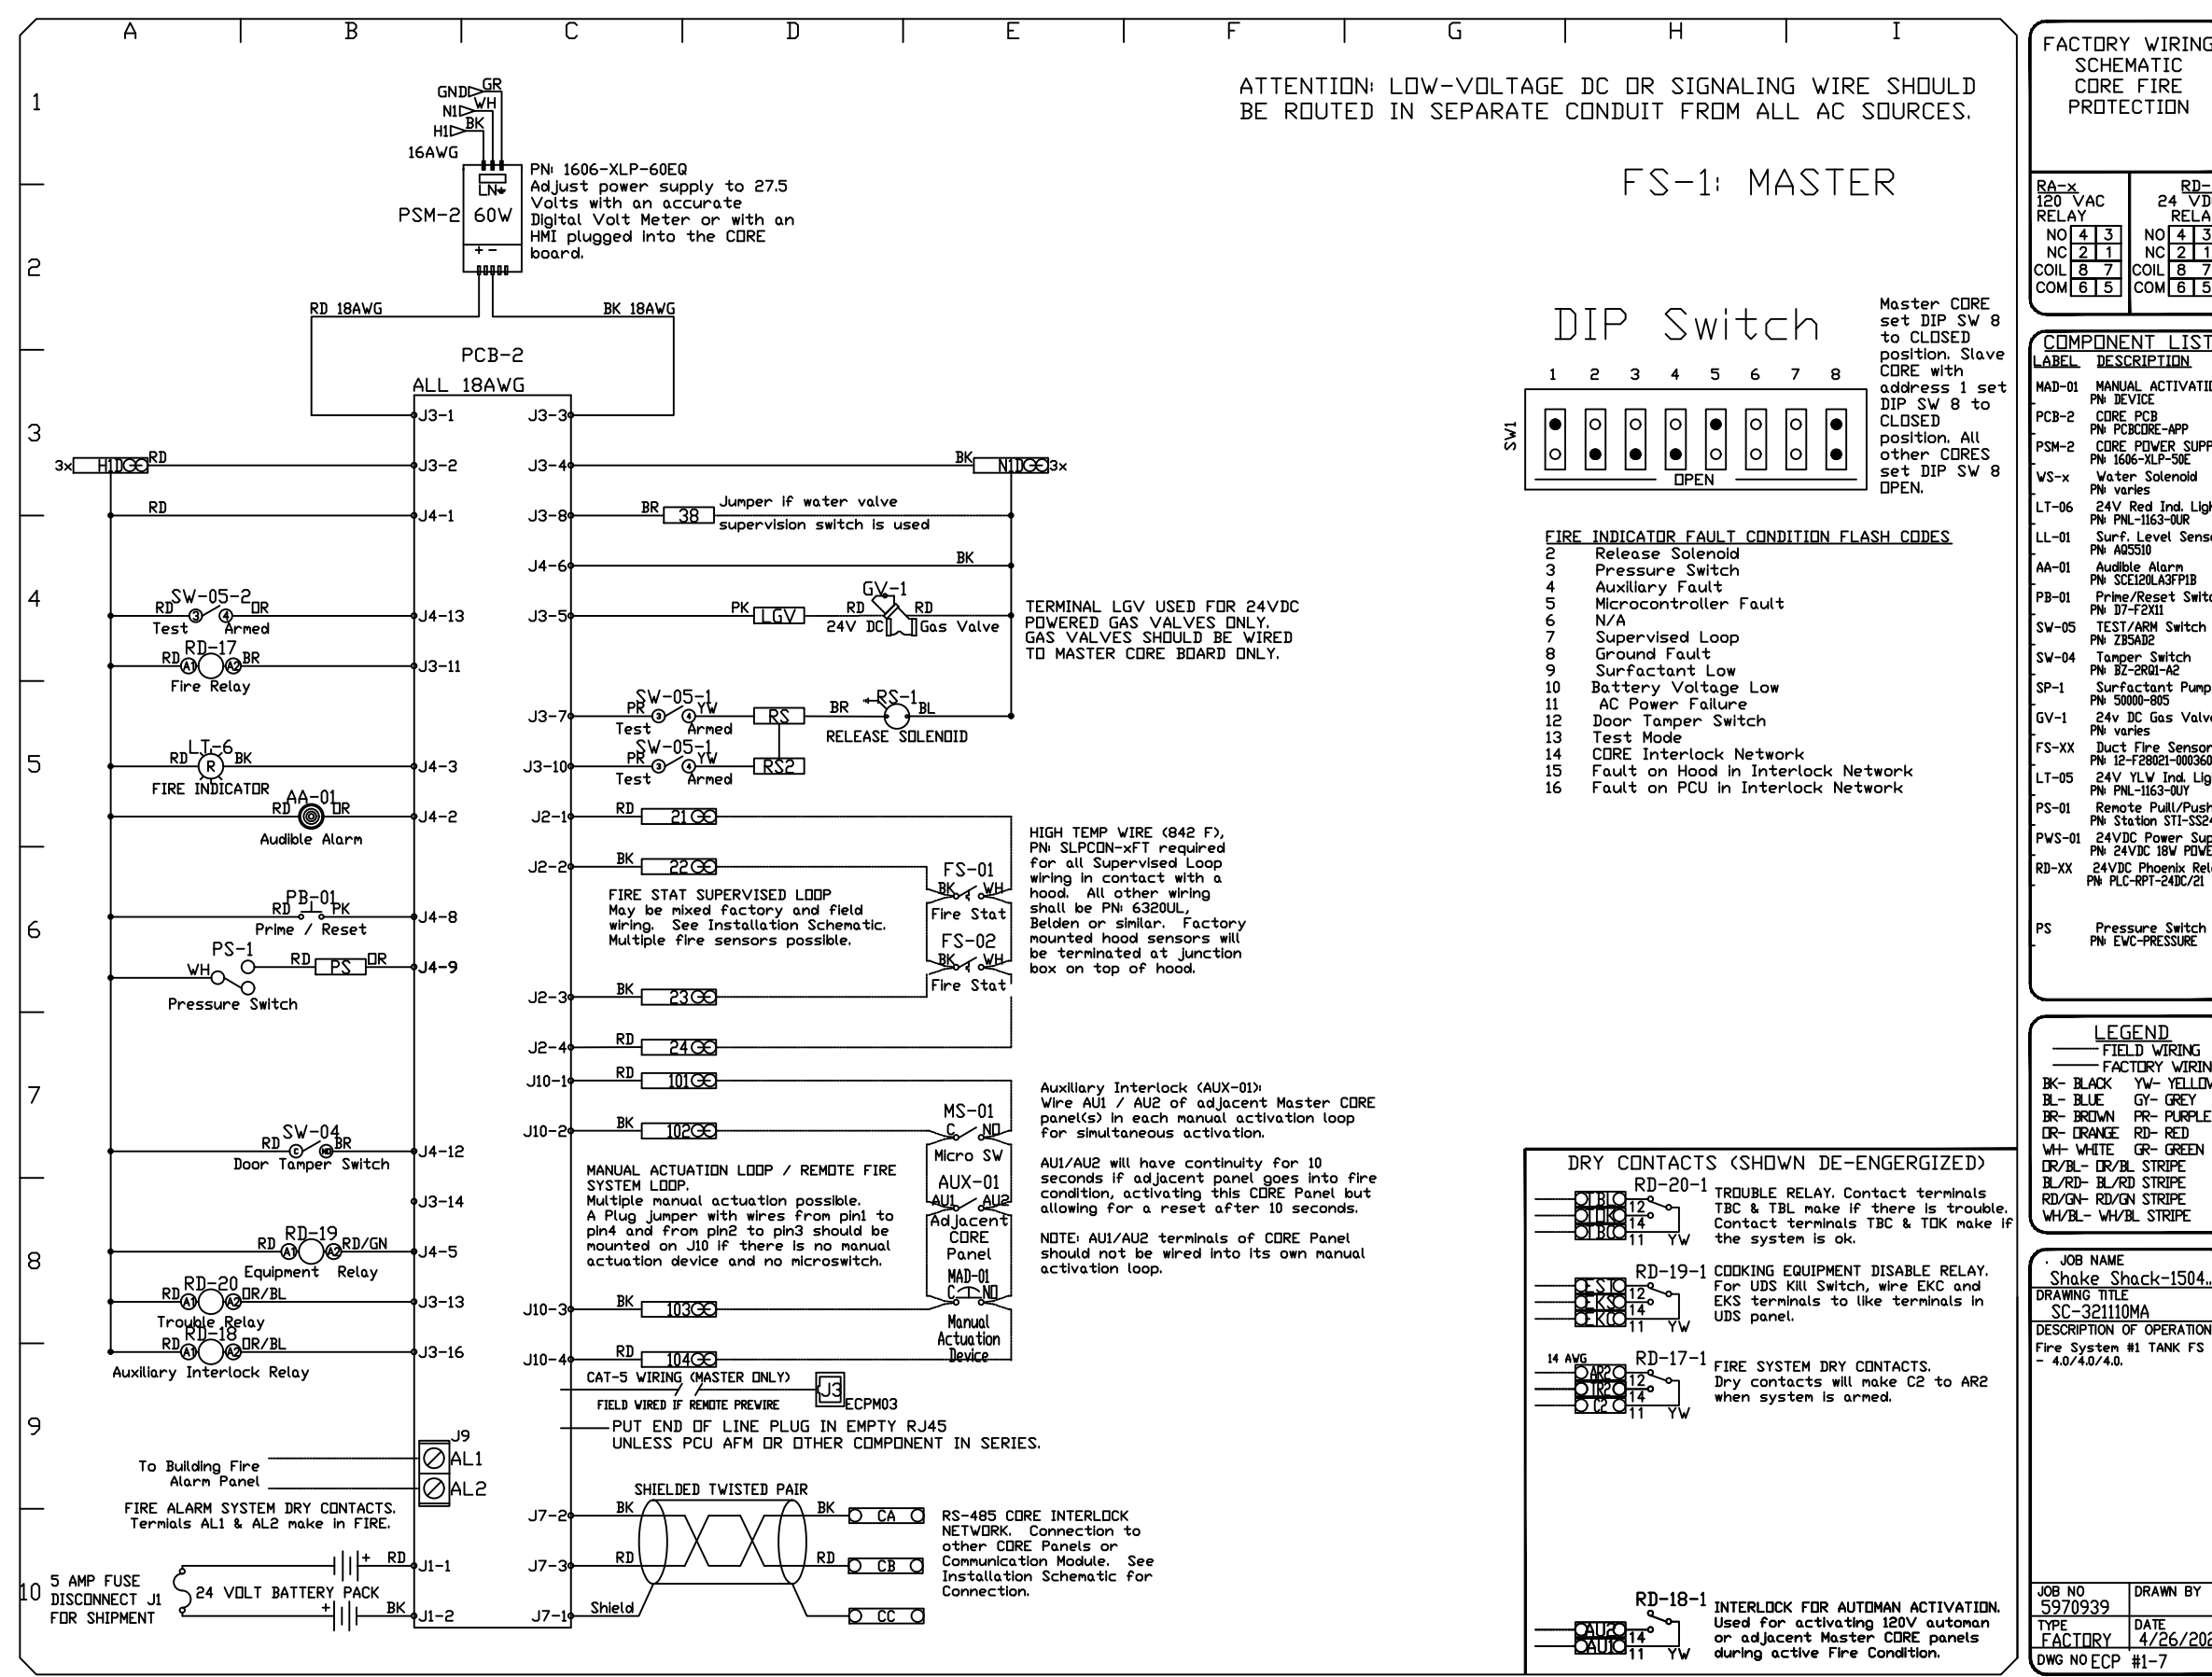 A B C D E F G H I
1
2
3
4
5
6
7
8
9
10
ATTENTION: LOW-VOLTAGE DC OR SIGNALING WIRE SHOULD
BE ROUTED IN SEPARATE CONDUIT FROM ALL AC SOURCES.
FS-1: MASTER
GND GR
N1 WH
H1 BK
16AWG
LN
PSM-2 60W
+ -
PN: 1606-XLP-60EQ
Adjust power supply to 27.5
Volts with an accurate
Digital Volt Meter or with an
HMI plugged into the CORE
board.
RD 18AWG
BK 18AWG
PCB-2
ALL 18AWG
J3-1
J3-3
3x H1D RD J3-2
J3-4 BK N1D 3x
RD J4-1
J3-8 BR 38 Jumper if water valve
supervision switch is used
J4-6 BK
SW-05-2
RD 3 4 OR J4-13
Test Armed
J3-5 PK LGV RD GV-1 RD
24V DC Gas Valve
TERMINAL LGV USED FOR 24VDC
POWERED GAS VALVES ONLY.
GAS VALVES SHOULD BE WIRED
TO MASTER CORE BOARD ONLY.
RD-17
RD A1 A2 BR J3-11
Fire Relay
SW-05-1
J3-7 PR 3 4 YW RS BR RS-1 BL
Test Armed RELEASE SOLENOID
SW-05-1
J3-10 PR 3 4 YW RS2
Test Armed
LT-6
RD R BK J4-3
FIRE INDICATOR
AA-01
RD OR J4-2
Audible Alarm
J2-1 RD 21
J2-2 BK 22
FIRE STAT SUPERVISED LOOP
May be mixed factory and field
wiring. See Installation Schematic.
Multiple fire sensors possible.
FS-01
BK WH
Fire Stat
FS-02
BK WH
Fire Stat
HIGH TEMP WIRE (842 F),
PN: SLPCON-xFT required
for all Supervised Loop
wiring in contact with a
hood. All other wiring
shall be PN: 6320UL,
Belden or similar. Factory
mounted hood sensors will
be terminated at junction
box on top of hood.
PB-01
RD PK J4-8
Prime / Reset
PS-1
WH RD PS OR J4-9
Pressure Switch
J2-3 BK 23
J2-4 RD 24
J10-1 RD 101
J10-2 BK 102
MS-01
C NO
Micro SW
AUX-01
AU1 AU2
Adjacent
CORE
Panel
MAD-01
C NO
Manual
Actuation
Device
MANUAL ACTUATION LOOP / REMOTE FIRE
SYSTEM LOOP.
Multiple manual actuation possible.
A Plug jumper with wires from pin1 to
pin4 and from pin2 to pin3 should be
mounted on J10 if there is no manual
actuation device and no microswitch.
Auxiliary Interlock (AUX-01):
Wire AU1 / AU2 of adjacent Master CORE
panel(s) in each manual activation loop
for simultaneous activation.
AU1/AU2 will have continuity for 10
seconds if adjacent panel goes into fire
condition, activating this CORE Panel but
allowing for a reset after 10 seconds.
NOTE: AU1/AU2 terminals of CORE Panel
should not be wired into its own manual
activation loop.
SW-04
RD C NO BR J4-12
Door Tamper Switch
J3-14
RD-19
RD A1 A2 RD/GN J4-5
Equipment Relay
RD-20
RD A1 A2 OR/BL J3-13
Trouble Relay
RD-18
RD A1 A2 OR/BL J3-16
Auxiliary Interlock Relay
J10-3 BK 103
J10-4 RD 104
CAT-5 WIRING (MASTER ONLY) J3
FIELD WIRED IF REMOTE PREWIRE ECPM03
PUT END OF LINE PLUG IN EMPTY RJ45
UNLESS PCU AFM OR OTHER COMPONENT IN SERIES.
J9
AL1
AL2
To Building Fire
Alarm Panel
FIRE ALARM SYSTEM DRY CONTACTS.
Termials AL1 & AL2 make in FIRE.
SHIELDED TWISTED PAIR
J7-2 BK BK CA
J7-3 RD RD CB
J7-1 Shield CC
RS-485 CORE INTERLOCK
NETWORK. Connection to
other CORE Panels or
Communication Module. See
Installation Schematic for
Connection.
5 AMP FUSE
DISCONNECT J1
FOR SHIPMENT
24 VOLT BATTERY PACK
+ RD J1-1
+ BK J1-2
DIP Switch
1 2 3 4 5 6 7 8
SW1
OPEN
Master CORE
set DIP SW 8
to CLOSED
position. Slave
CORE with
address 1 set
DIP SW 8 to
CLOSED
position. All
other CORES
set DIP SW 8
OPEN.
FIRE INDICATOR FAULT CONDITION FLASH CODES
2 Release Solenoid
3 Pressure Switch
4 Auxiliary Fault
5 Microcontroller Fault
6 N/A
7 Supervised Loop
8 Ground Fault
9 Surfactant Low
10 Battery Voltage Low
11 AC Power Failure
12 Door Tamper Switch
13 Test Mode
14 CORE Interlock Network
15 Fault on Hood in Interlock Network
16 Fault on PCU in Interlock Network
DRY CONTACTS (SHOWN DE-ENGERGIZED)
RD-20-1
TBL 12
TOK 14
TBC 11 YW
TROUBLE RELAY. Contact terminals
TBC & TBL make if there is trouble.
Contact terminals TBC & TOK make if
the system is ok.
RD-19-1
EST 12
EKS 14
EKC 11 YW
COOKING EQUIPMENT DISABLE RELAY.
For UDS Kill Switch, wire EKC and
EKS terminals to like terminals in
UDS panel.
14 AWG RD-17-1
AR2 12
TR2 14
C2 11 YW
FIRE SYSTEM DRY CONTACTS.
Dry contacts will make C2 to AR2
when system is armed.
RD-18-1
AU2 14
AU1 11 YW
INTERLOCK FOR AUTOMAN ACTIVATION.
Used for activating 120V automan
or adjacent Master CORE panels
during active Fire Condition.
FACTORY WIRING
SCHEMATIC
CORE FIRE
PROTECTION
RA-x
120 VAC
RELAY
NO 4 3
NC 2 1
COIL 8 7
COM 6 5
RD-
24 VD
RELA
NO 4 3
NC 2 1
COIL 8 7
COM 6 5
COMPONENT LIST
LABEL DESCRIPTION
MAD-01 MANUAL ACTIVATI
PN: DEVICE
PCB-2 CORE PCB
PN: PCBCORE-APP
PSM-2 CORE POWER SUPP
PN: 1606-XLP-50E
WS-x Water Solenoid
PN: varies
LT-06 24V Red Ind. Ligh
PN: PNL-1163-0UR
LL-01 Surf. Level Sens
PN: AQ5510
AA-01 Audible Alarm
PN: SCE120LA3FP1B
PB-01 Prime/Reset Switc
PN: D7-F2X11
SW-05 TEST/ARM Switch
PN: ZB5AD2
SW-04 Tamper Switch
PN: BZ-2RQ1-A2
SP-1 Surfactant Pump
PN: 50000-805
GV-1 24v DC Gas Valv
PN: varies
FS-XX Duct Fire Sensor
PN: 12-F28021-000360
LT-05 24V YLW Ind. Lig
PN: PNL-1163-0UY
PS-01 Remote Pull/Push
PN: Station STI-SS24
PWS-01 24VDC Power Sup
PN: 24VDC 18W POWE
RD-XX 24VDC Phoenix Rel
PN: PLC-RPT-24DC/21
PS Pressure Switch
PN: EWC-PRESSURE
LEGEND
FIELD WIRING
FACTORY WIRIN
BK- BLACK YW- YELLOW
BL- BLUE GY- GREY
BR- BROWN PR- PURPLE
OR- ORANGE RD- RED
WH- WHITE GR- GREEN
OR/BL- OR/BL STRIPE
BL/RD- BL/RD STRIPE
RD/GN- RD/GN STRIPE
WH/BL- WH/BL STRIPE
JOB NAME
Shake Shack-1504..
DRAWING TITLE
SC-321110MA
DESCRIPTION OF OPERATION
Fire System #1 TANK FS
- 4.0/4.0/4.0.
JOB NO
5970939
DRAWN BY
TYPE
FACTORY
DATE
4/26/202
DWG NO ECP #1-7